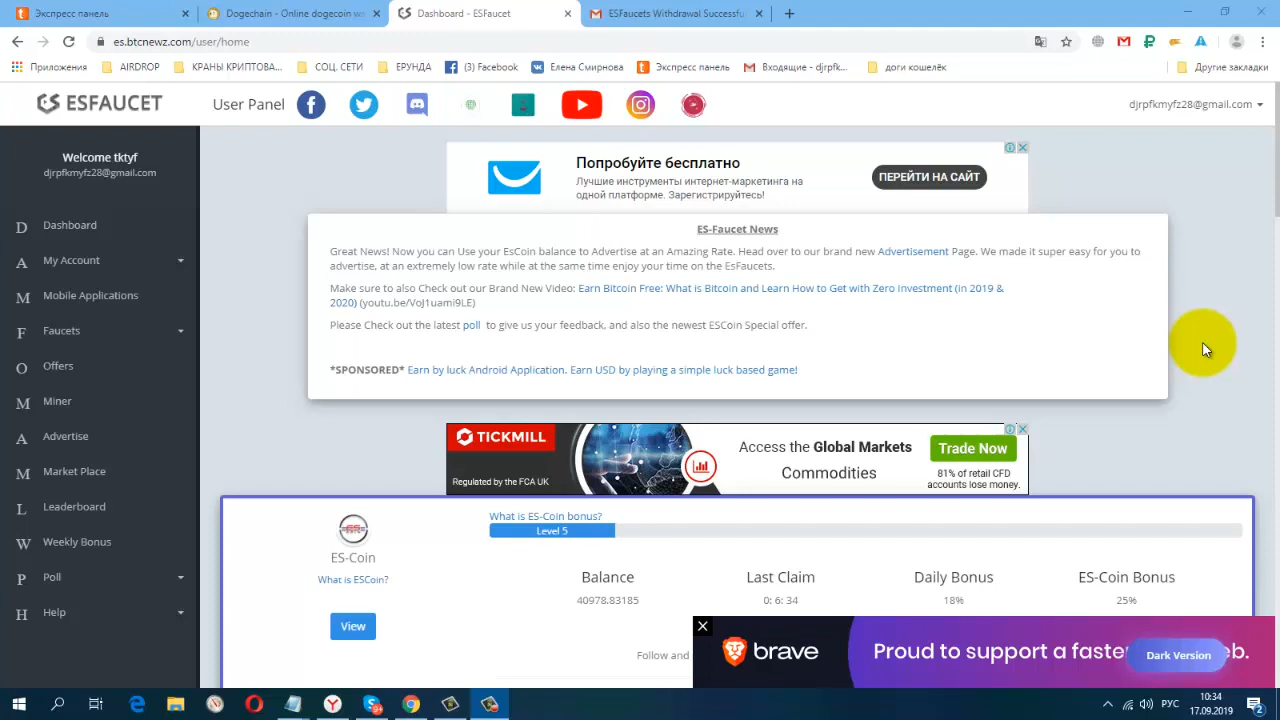 Экспресс панель
Dogechain - Online dogecoin w
Dashboard - ESFaucet
ESFaucets Withdrawal Successfu
es.btcnewz.com/user/home
Приложения
AIRDROP
КРАНЫ КРИПТОВА...
СОЦ. СЕТИ
ЕРУНДА
(3) Facebook
Елена Смирнова
Экспресс панель
Входящие - djrpfk...
доги кошелёк
Другие закладки
ESFAUCET
User Panel
djrpfkmyfz28@gmail.com
Welcome tktyf
djrpfkmyfz28@gmail.com
D Dashboard
A My Account
M Mobile Applications
F Faucets
O Offers
M Miner
A Advertise
M Market Place
L Leaderboard
W Weekly Bonus
P Poll
H Help
Попробуйте бесплатно
Лучшие инструменты интернет-маркетинга на
одной платформе. Зарегистрируйтесь!
ПЕРЕЙТИ НА САЙТ
ES-Faucet News
Great News! Now you can Use your EsCoin balance to Advertise at an Amazing Rate. Head over to our brand new Advertisement Page. We made it super easy for you to
advertise, at an extremely low rate while at the same time enjoy your time on the EsFaucets.
Make sure to also Check out our Brand New Video: Earn Bitcoin Free: What is Bitcoin and Learn How to Get with Zero Investment (in 2019 &
2020) (youtu.be/VoJ1uami9LE)
Please Check out the latest poll to give us your feedback, and also the newest ESCoin Special offer.
*SPONSORED* Earn by luck Android Application. Earn USD by playing a simple luck based game!
TICKMILL
Regulated by the FCA UK
Access the Global Markets
Commodities
Trade Now
81% of retail CFD
accounts lose money.
ES-Coin
What is ESCoin?
View
What is ES-Coin bonus?
Level 5
Balance
Last Claim
Daily Bonus
ES-Coin Bonus
40978.83185
0: 6: 34
18%
25%
Follow and
X
brave
Proud to support a faste
eb.
Dark Version
РУС
10:34
17.09.2019
2